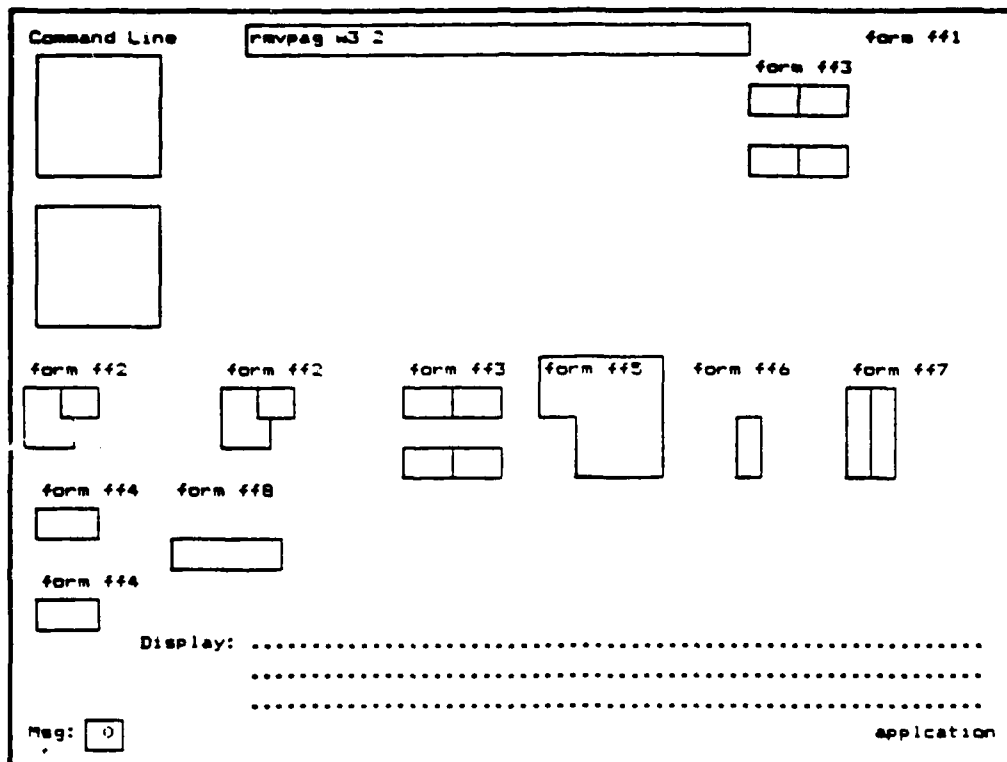 Command Line rmvpag w3 2 form ff1
form ff3
form ff2 form ff2 form ff3 form ff5 form ff6 form ff7
form ff4 form ff8
form ff4
Display: ............................................................
............................................................
............................................................
Msg: 0 applcation